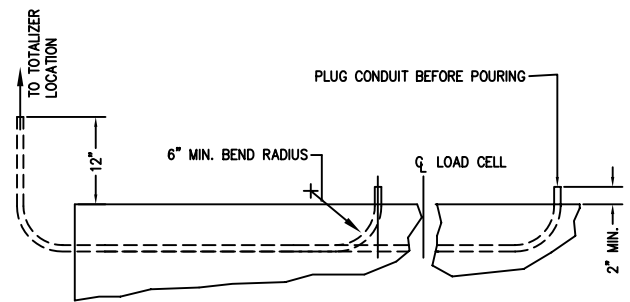 TO TOTALIZER
LOCATION
PLUG CONDUIT BEFORE POURING
12"
6" MIN. BEND RADIUS
℄ LOAD CELL
2" MIN.